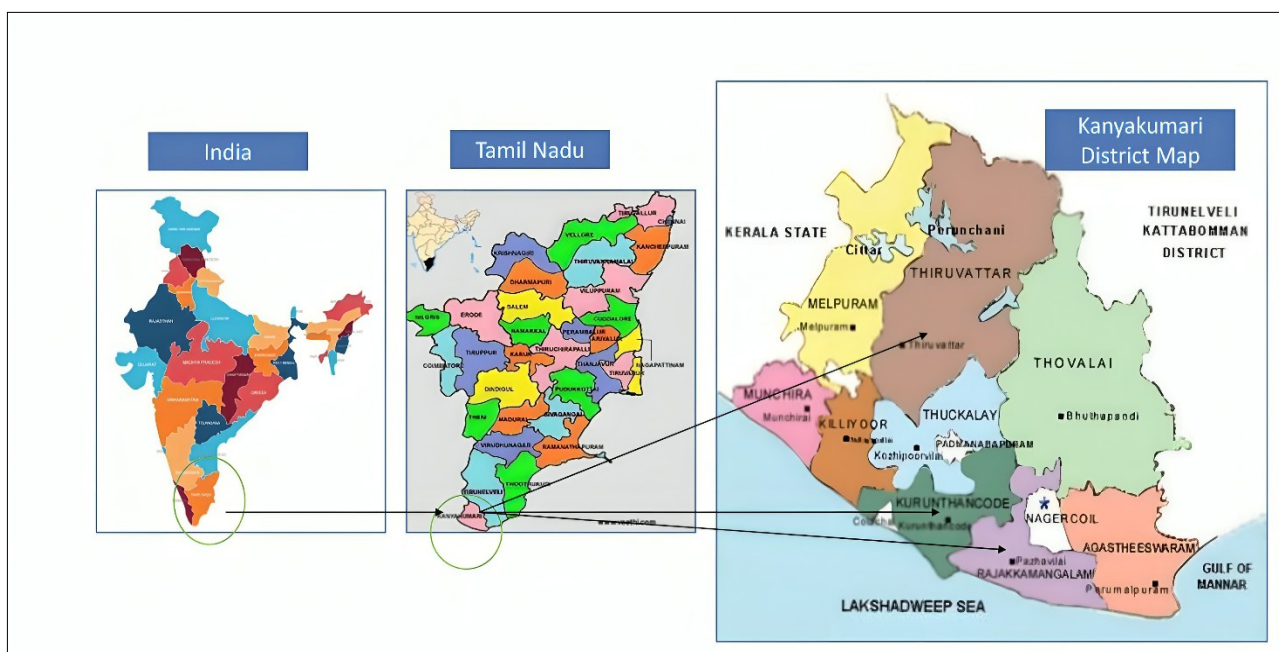 India
Tamil Nadu
Kanyakumari
District Map
RAJASTHAN
GUJARAT
MADHYA PRADESH
TELANGANA
TIRUVALLUR
CHENNAI
VELLORE
KANCHEEPURAM
KRISHNAGIRI
THIRUVANNAMALAI
DHARMAPURI
VILUPPURAM
SALEM
ERODE
NILGRIS
NAMAKKAL
CUDDALORE
PERAMBALUR
ARIYALUR
COIMBATORE
TIRUPPUR
KARUR
THIRUCHIRAPALLI
THANJAVUR
NAGAPATTINAM
TIRUVARUR
DINDIGUL
PUDUKKOTTAI
THENI
MADURAI
SIVAGANGAI
VIRUDHUNAGAR
RAMANATHAPURAM
TIRUNELVELI
THOOTHUKUDI
KANYAKUMARI
KERALA STATE
TIRUNELVELI
KATTABOMMAN
DISTRICT
Perunchani
Cittar
THIRUVATTAR
MELPURAM
Melpuram
Thiruvattar
THOVALAI
MUNCHIRA
Munchirai
KILLIYOOR
THUCKALAY
Bhuthapandi
PADMANABAPURAM
Kozhipoorvilai
KURUNTHANCODE
Kurunthancode
NAGERCOIL
AGASTHEESWARAM
Pazhavilai
RAJAKKAMANGALAM
Perumalpuram
GULF OF
MANNAR
LAKSHADWEEP SEA